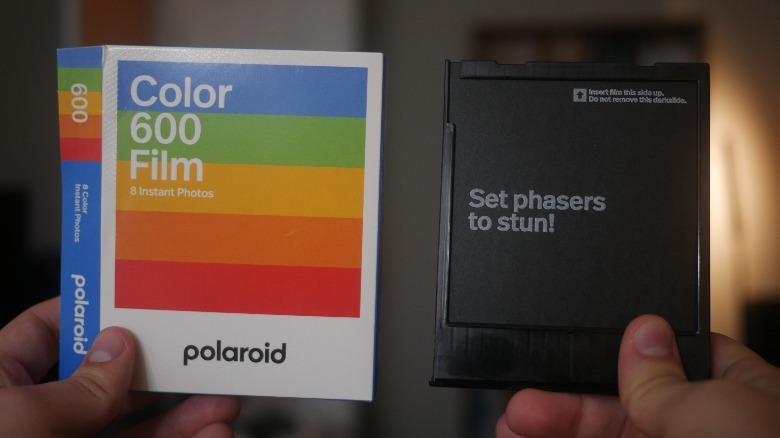 600
8 Color
Instant Photos
polaroid
Color
600
Film
8 Instant Photos
polaroid
Insert film this side up.
Do not remove this darkslide.
Set phasers
to stun!